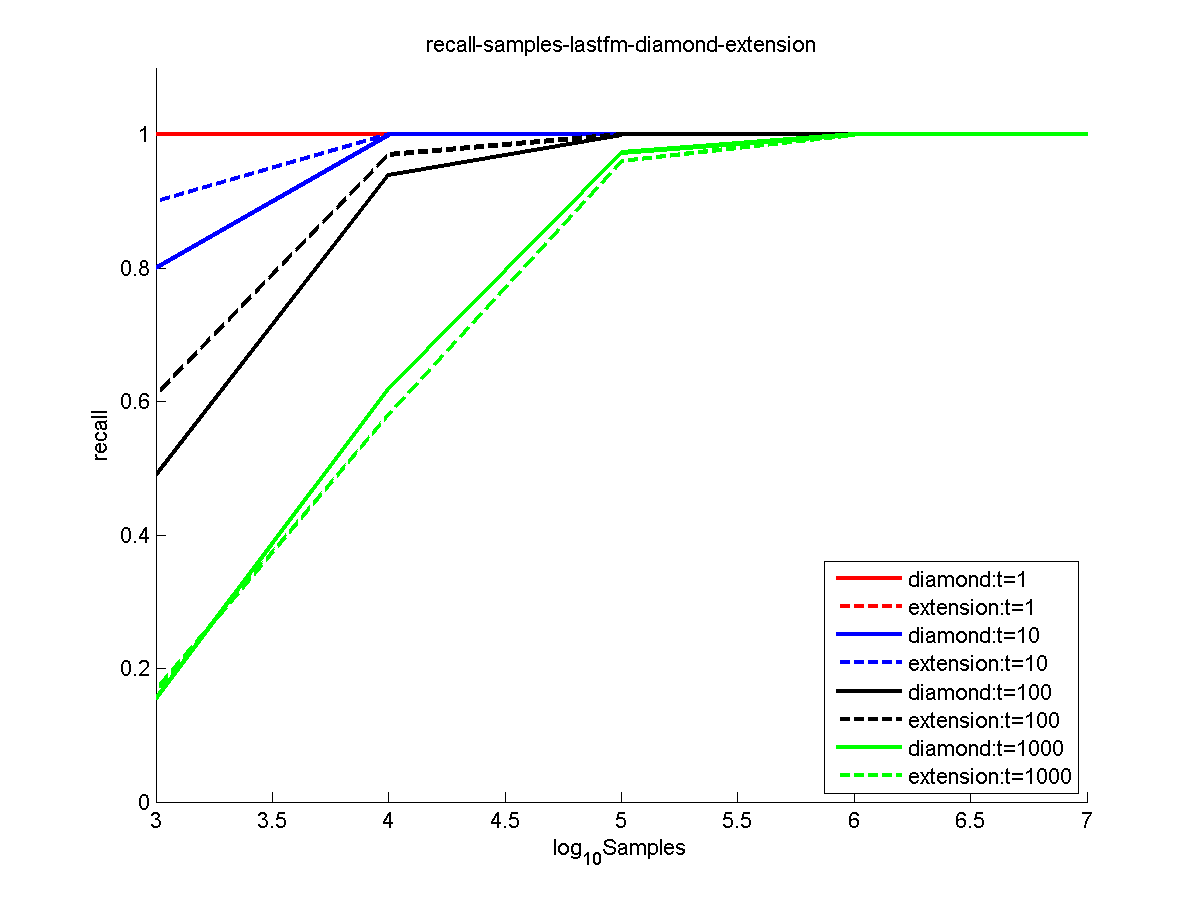 recall-samples-lastfm-diamond-extension
1
0.8
0.6
0.4
0.2
0
recall
3 3.5 4 4.5 5 5.5 6 6.5 7
log10Samples
diamond:t=1
extension:t=1
diamond:t=10
extension:t=10
diamond:t=100
extension:t=100
diamond:t=1000
extension:t=1000